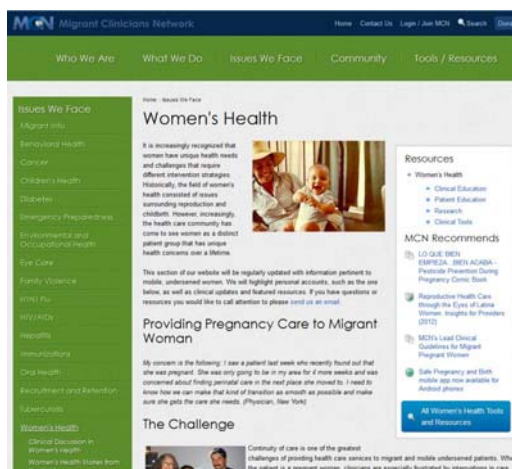 MCN Migrant Clinicians Network
Home Contact Us Login / Join MCN Search Dona
Who We Are What We Do Issues We Face Community Tools / Resources
Issues We Face
Migrant Info
Behavioral Health
Cancer
Children's Health
Diabetes
Emergency Preparedness
Environmental and
Occupational Health
Eye Care
Family Violence
H1N1 Flu
HIV/AIDS
Hepatitis
Immunizations
Oral Health
Recruitment and Retention
Tuberculosis
Women's Health
Clinical Discussion in
Women's Health
Women's Health Stories from
Home Issues We Face
Women's Health
It is increasingly recognized that
women have unique health needs
and challenges that require
different intervention strategies.
Historically, the field of women's
health consisted of issues
surrounding reproduction and
childbirth. However, increasingly,
the health care community has
come to see women as a distinct
patient group that has unique
health concerns over a lifetime.
This section of our website will be regularly updated with information pertinent to
mobile, underserved women. We will highlight personal accounts, such as the one
below, as well as clinical updates and featured resources. If you have questions or
resources you would like to call attention to please send us an email.
Providing Pregnancy Care to Migrant
Woman
My concern is the following: I saw a patient last week who recently found out that
she was pregnant. She was only going to be in my area for 4 more weeks and was
concerned about finding perinatal care in the next place she moved to. I need to
know how we can make that kind of transition as smooth as possible and make
sure she gets the care she needs. (Physician, New York)
The Challenge
Continuity of care is one of the greatest
challenges of providing health care services to migrant and mobile underserved patients. Whe
the patient is a pregnant woman, clinicians are especially frustrated by interruptions in care
Resources
Women's Health
Clinical Education
Patient Education
Research
Clinical Tools
MCN Recommends
LO QUE BIEN
EMPIEZA...BIEN ACABA -
Pesticide Prevention During
Pregnancy Comic Book
Reproductive Health Care
through the Eyes of Latina
Women: Insights for Providers
(2012)
MCN's Lead Clinical
Guidelines for Migrant
Pregnant Women
Safe Pregnancy and Birth
mobile app now available for
Android phones
All Women's Health Tools
and Resources